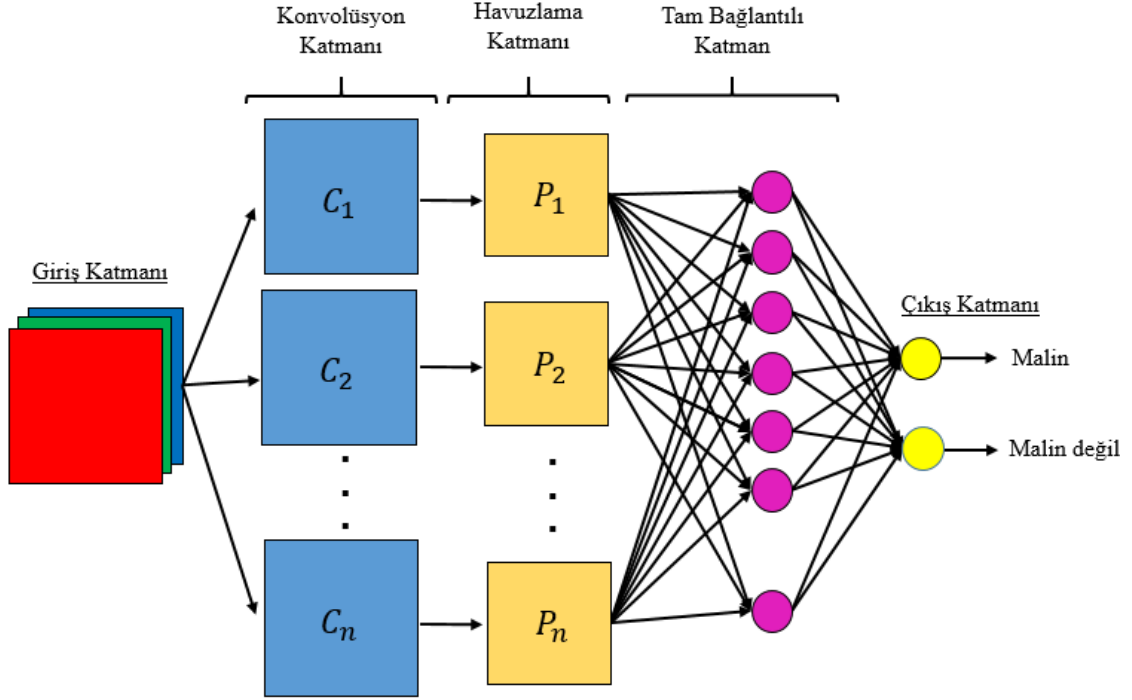 Konvolüsyon
Katmanı
Havuzlama
Katmanı
Tam Bağlantılı
Katman
Giriş Katmanı
C₁
P₁
C₂
P₂
Cₙ
Pₙ
Çıkış Katmanı
Malin
Malin değil